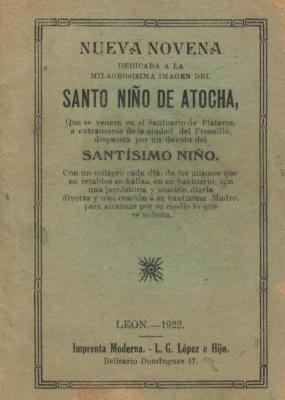 NUEVA NOVENA
DEDICADA A LA
MILAGROSISIMA IMAGEN DEL
SANTO NIÑO DE ATOCHA,
Que se venera en el Santuario de Plateros,
a extramuros de la ciudad del Fresnillo,
dispuesta por un devoto del
SANTÍSIMO NIÑO.
Con un milagro cada día, de los mismos que
en retablos se hallan en su Santuario, con
una jaculatoria y oración diaria
diversa y una oración a su Santísima Madre,
para alcanzar por su medio lo que
se solicita.
LEON.—1922.
Imprenta Moderna. - L. G. López e Hijo.
Belisario Domínguez 47.